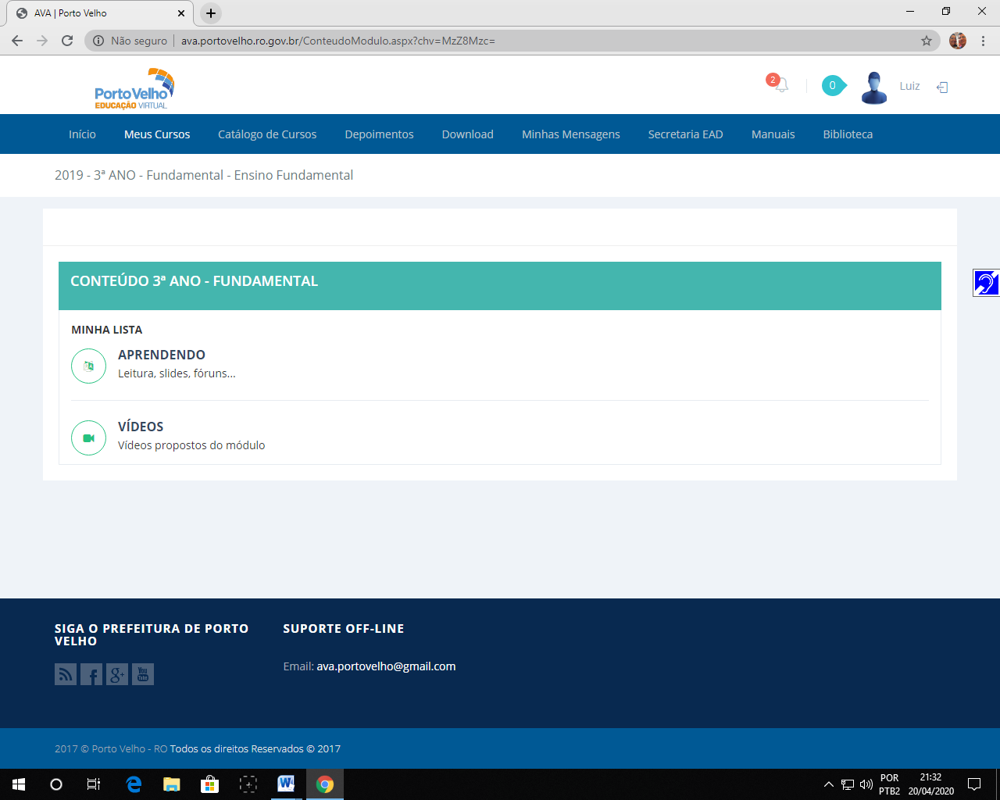 AVA | Porto Velho
Não seguro | ava.portovelho.ro.gov.br/ConteudoModulo.aspx?chv=MzZ8Mzc=
Porto Velho
EDUCAÇÃO VIRTUAL
2
0
Luiz
Início Meus Cursos Catálogo de Cursos Depoimentos Download Minhas Mensagens Secretaria EAD Manuais Biblioteca
2019 - 3ª ANO - Fundamental - Ensino Fundamental
CONTEÚDO 3ª ANO - FUNDAMENTAL
MINHA LISTA
APRENDENDO
Leitura, slides, fóruns...
VÍDEOS
Vídeos propostos do módulo
SIGA O PREFEITURA DE PORTO
VELHO
SUPORTE OFF-LINE
Email: ava.portovelho@gmail.com
You
Tube
2017 © Porto Velho - RO Todos os direitos Reservados © 2017
POR
PTB2
21:32
20/04/2020